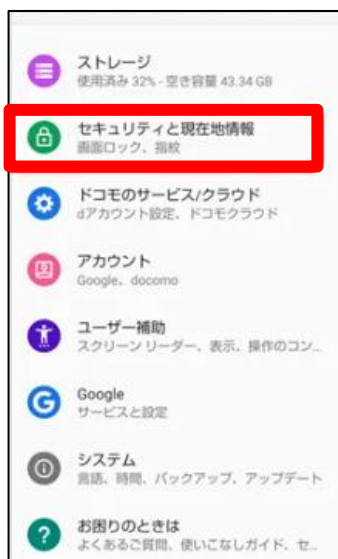 ストレージ
使用済み 32% - 空き容量 43.34 GB
セキュリティと現在地情報
画面ロック、指紋
ドコモのサービス/クラウド
dアカウント設定、ドコモクラウド
アカウント
Google、docomo
ユーザー補助
スクリーン リーダー、表示、操作のコン...
Google
サービスと設定
システム
言語、時間、バックアップ、アップデート
お困りのときは
よくあるご質問、使いこなしガイド、セ...